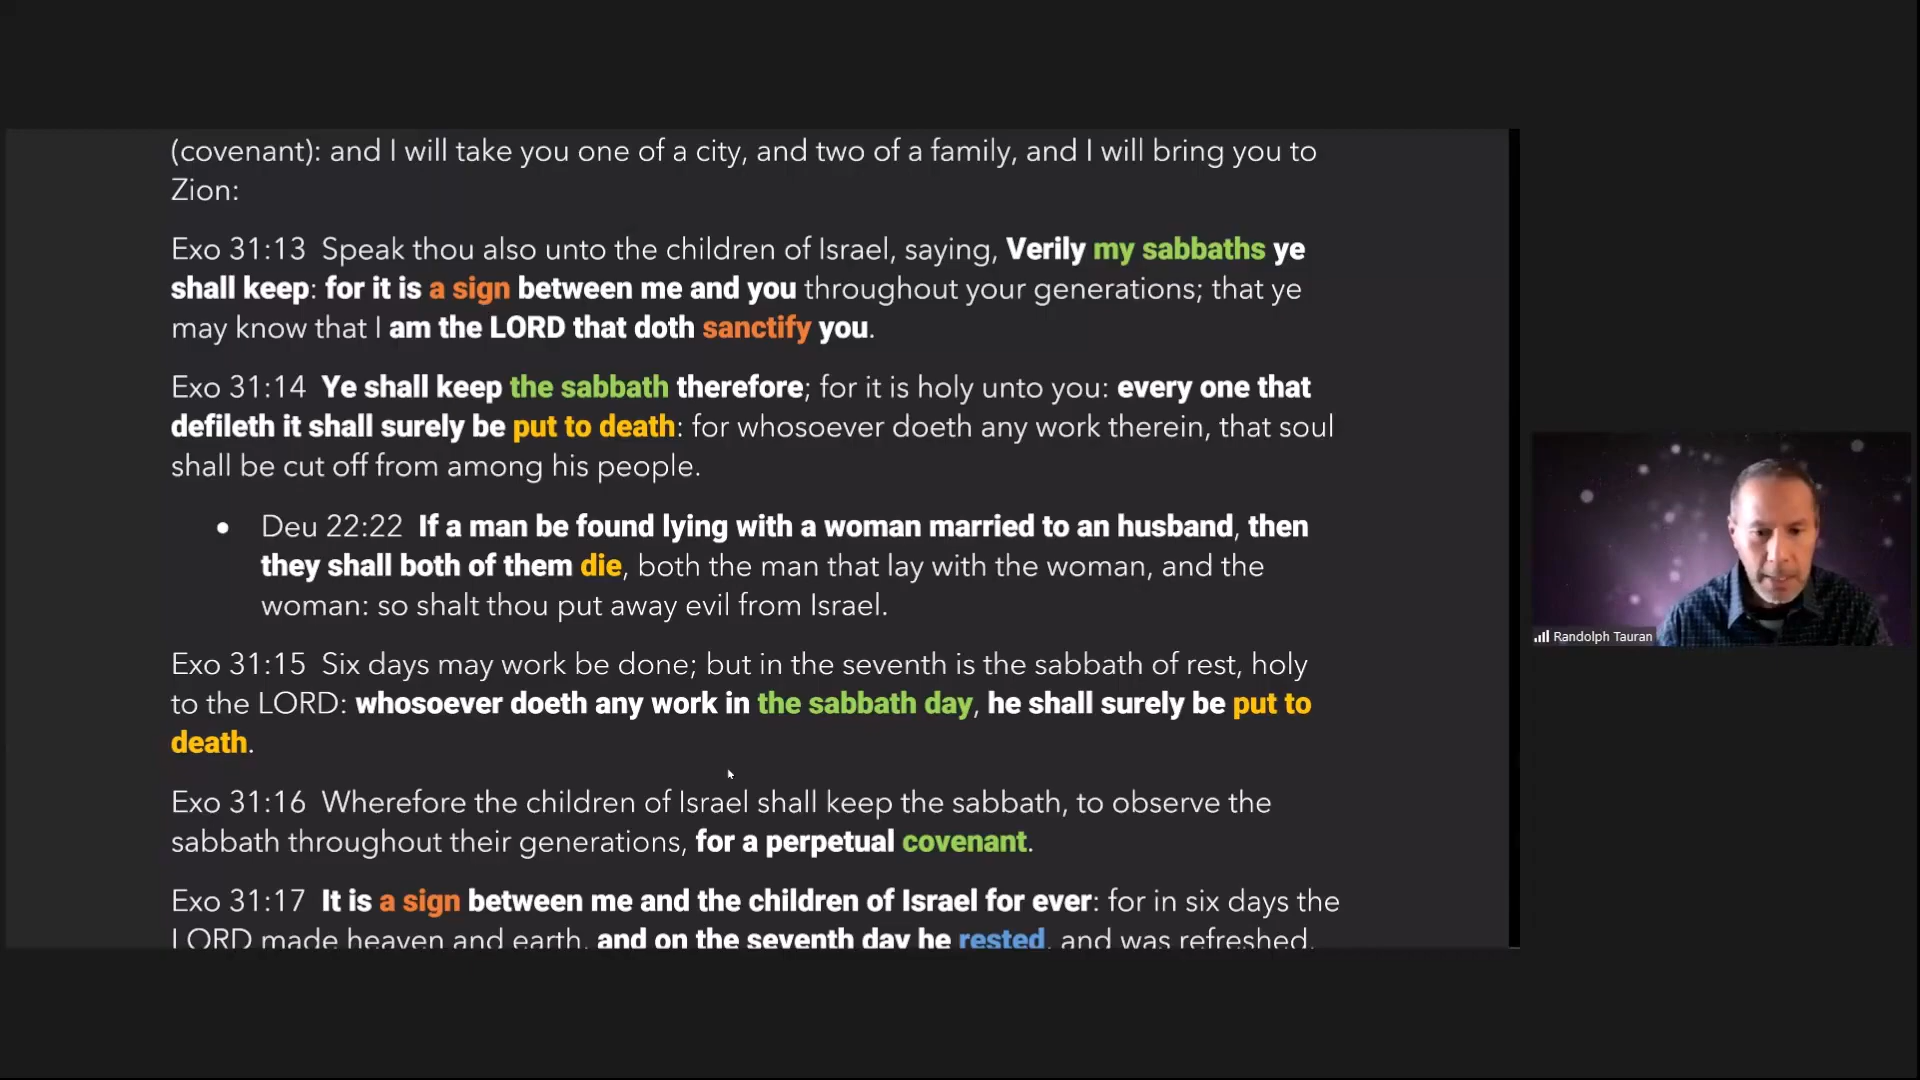 (covenant): and I will take you one of a city, and two of a family, and I will bring you to
Zion:
Exo 31:13 Speak thou also unto the children of Israel, saying, Verily my sabbaths ye
shall keep: for it is a sign between me and you throughout your generations; that ye
may know that I am the LORD that doth sanctify you.
Exo 31:14 Ye shall keep the sabbath therefore; for it is holy unto you: every one that
defileth it shall surely be put to death: for whosoever doeth any work therein, that soul
shall be cut off from among his people.
• Deu 22:22 If a man be found lying with a woman married to an husband, then
they shall both of them die, both the man that lay with the woman, and the
woman: so shalt thou put away evil from Israel.
Exo 31:15 Six days may work be done; but in the seventh is the sabbath of rest, holy
to the LORD: whosoever doeth any work in the sabbath day, he shall surely be put to
death.
Exo 31:16 Wherefore the children of Israel shall keep the sabbath, to observe the
sabbath throughout their generations, for a perpetual covenant.
Exo 31:17 It is a sign between me and the children of Israel for ever: for in six days the
LORD made heaven and earth, and on the seventh day he rested, and was refreshed.
Randolph Tauran